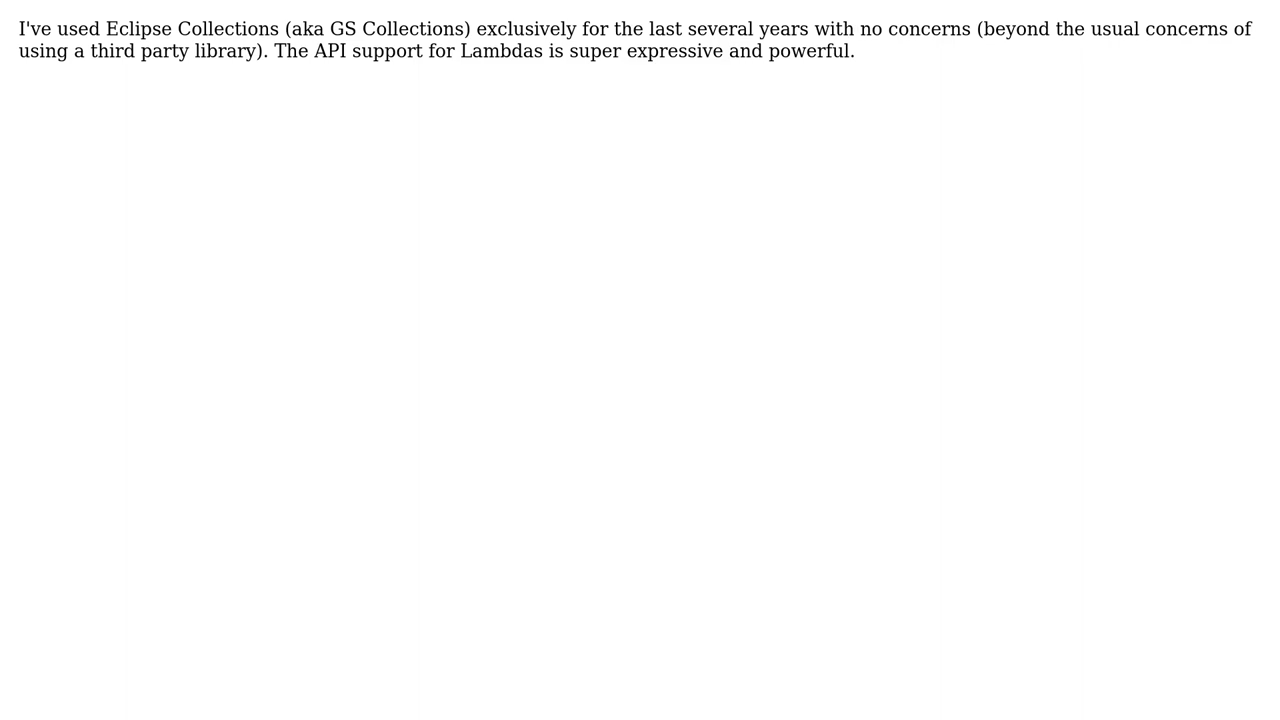 I've used Eclipse Collections (aka GS Collections) exclusively for the last several years with no concerns (beyond the usual concerns of
using a third party library). The API support for Lambdas is super expressive and powerful.